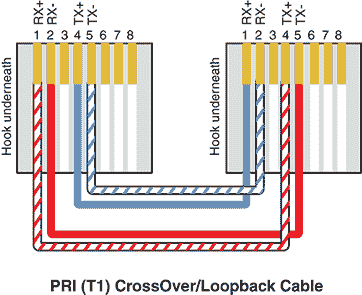 RX+ RX- TX+ TX- RX+ RX- TX+ TX-
1 2 3 4 5 6 7 8 1 2 3 4 5 6 7 8
Hook underneath Hook underneath
PRI (T1) CrossOver/Loopback Cable